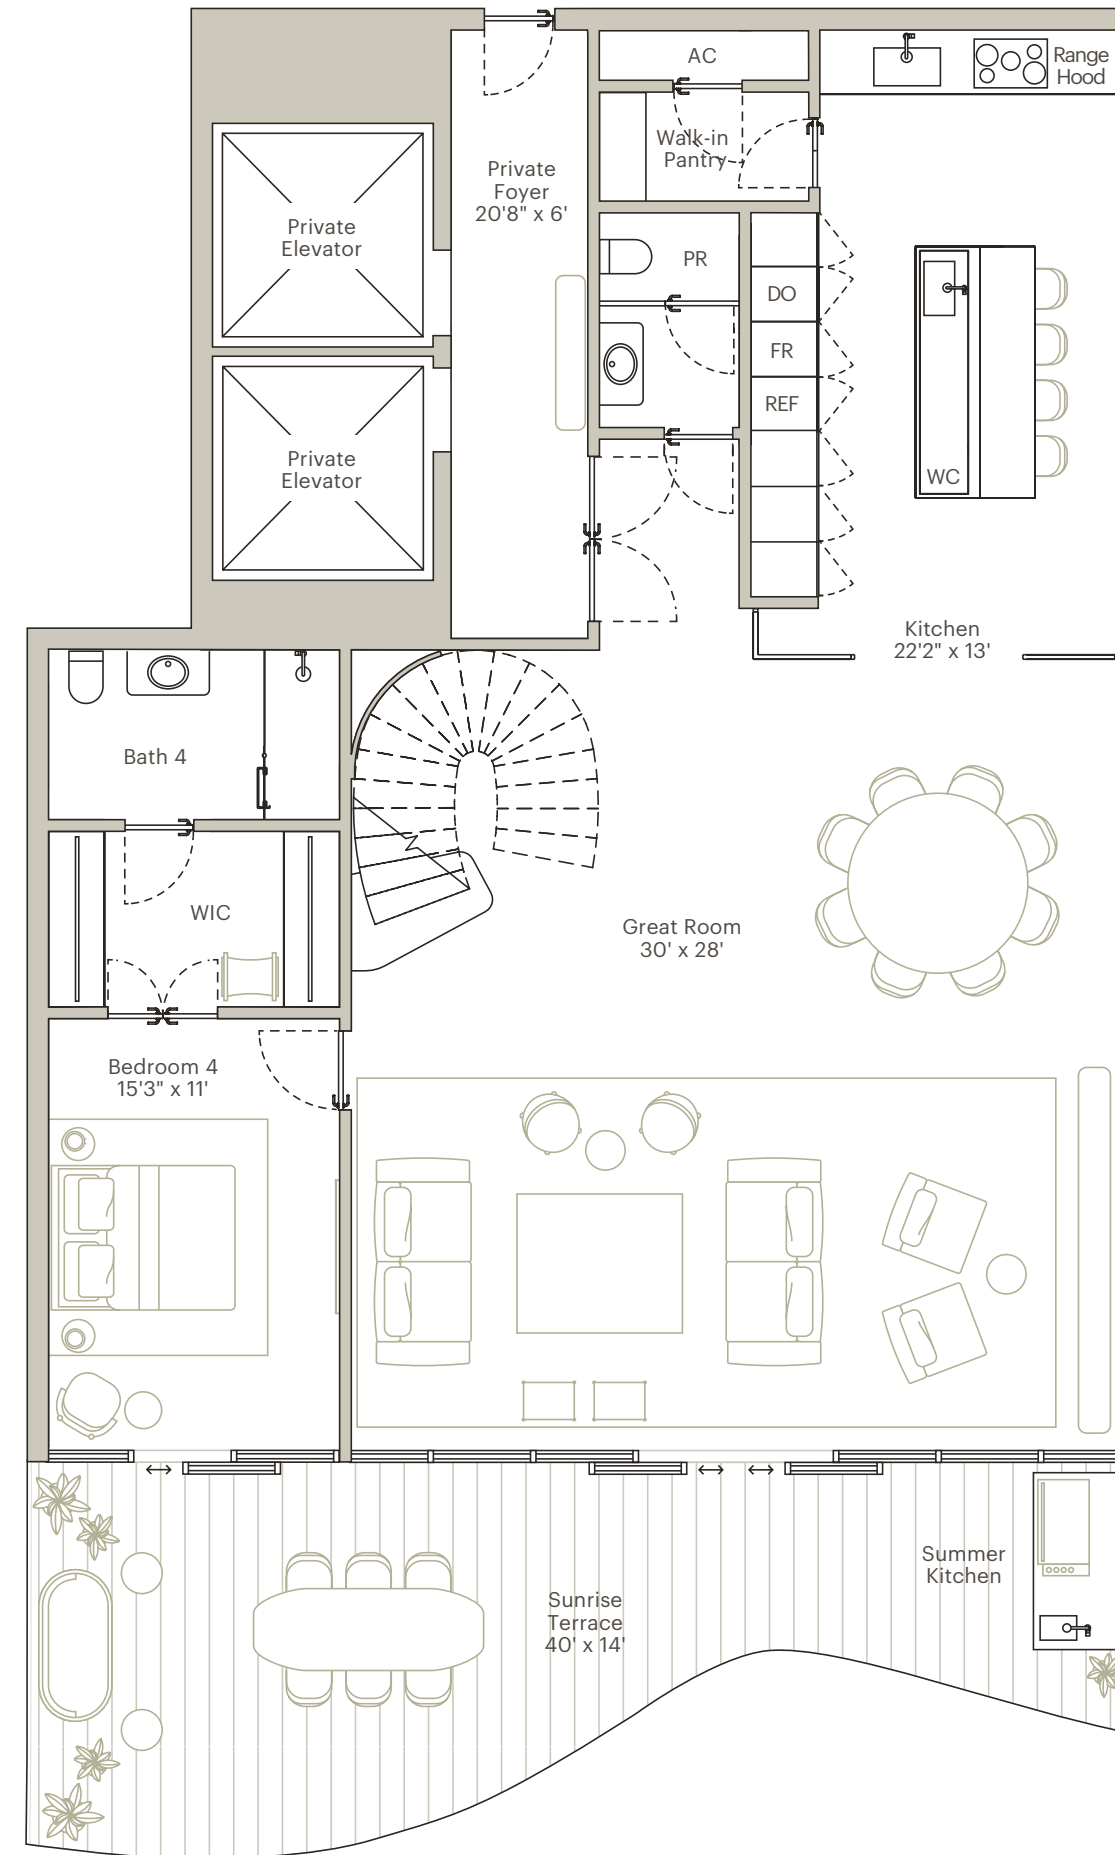 AC
Range
Hood
Walk-in
Pantry
Private
Foyer
20'8" x 6'
Private
Elevator
PR
DO
FR
REF
Private
Elevator
WC
Kitchen
22'2" x 13'
Bath 4
WIC
Great Room
30' x 28'
Bedroom 4
15'3" x 11'
Summer
Kitchen
Sunrise
Terrace
40' x 14'